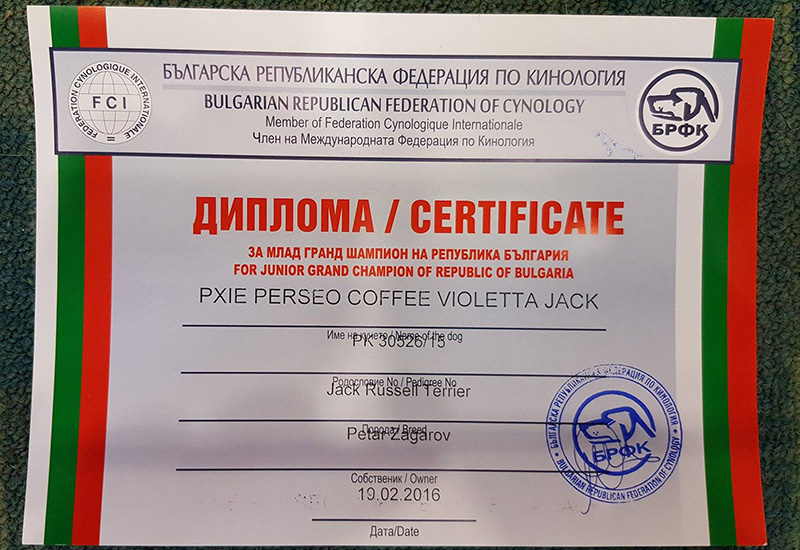 БЪЛГАРСКА РЕПУБЛИКАНСКА ФЕДЕРАЦИЯ ПО КИНОЛОГИЯ
BULGARIAN REPUBLICAN FEDERATION OF CYNOLOGY
Member of Federation Cynologique Internationale
Член на Международната Федерация по Кинология
FEDERATION CYNOLOGIQUE INTERNATIONALE
FCI
БРФК
ДИПЛОМА / CERTIFICATE
ЗА МЛАД ГРАНД ШАМПИОН НА РЕПУБЛИКА БЪЛГАРИЯ
FOR JUNIOR GRAND CHAMPION OF REPUBLIC OF BULGARIA
PXIE PERSEO COFFEE VIOLETTA JACK
Име на кучето / Name of the dog
РК 30526/15
Родословие No / Pedigree No
Jack Russell Terrier
Порода / Breed
Petar Zagarov
Собственик / Owner
19.02.2016
Дата/Date
БЪЛГАРСКА РЕПУБЛИКАНСКА ФЕДЕРАЦИЯ ПО КИНОЛОГИЯ
БРФК
BULGARIAN REPUBLICAN FEDERATION OF CYNOLOGY